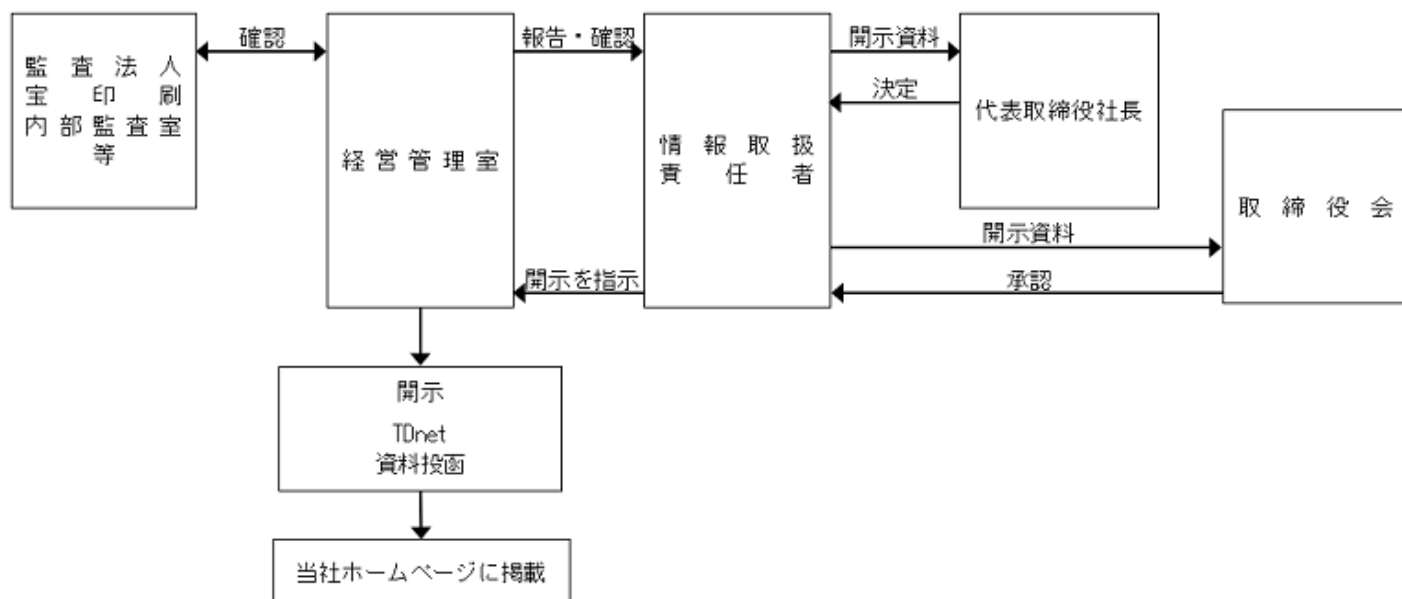 監査法人
宝印刷
内部監査室
等
確認
経営管理室
報告・確認
開示を指示
情報取扱
責任者
開示資料
決定
代表取締役社長
開示資料
承認
取締役会
開示
TDnet
資料投函
当社ホームページに掲載